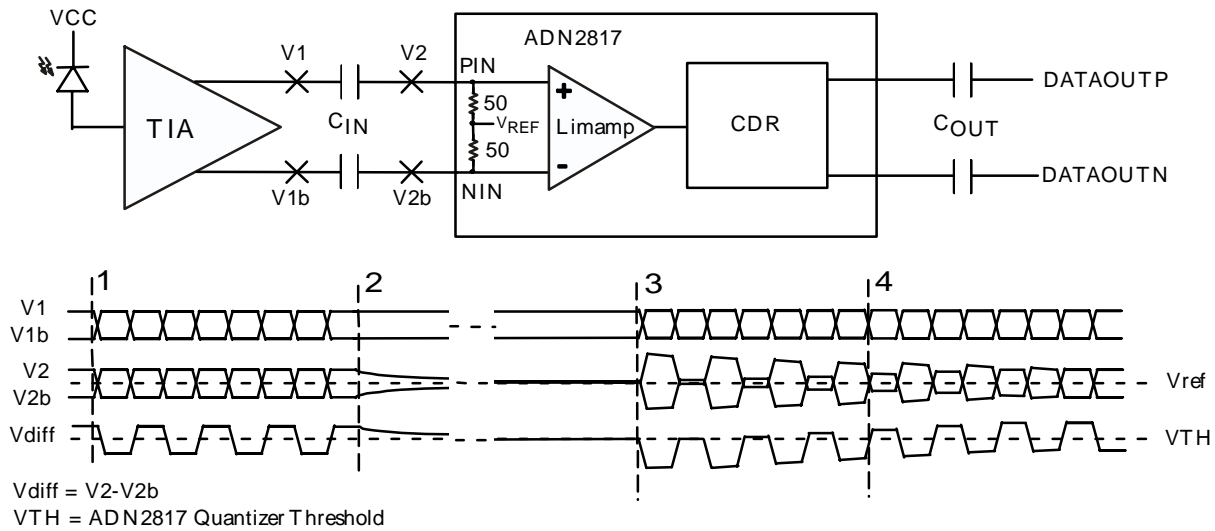 VCC
ADN2817
V1
V2
PIN
TIA
CIN
50
VREF
50
Limamp
CDR
COUT
DATAOUTP
V1b
V2b
NIN
DATAOUTN
1
2
3
4
V1
V1b
V2
V2b
Vref
Vdiff
VTH
Vdiff = V2-V2b
VTH = ADN2817 Quantizer Threshold
+
-